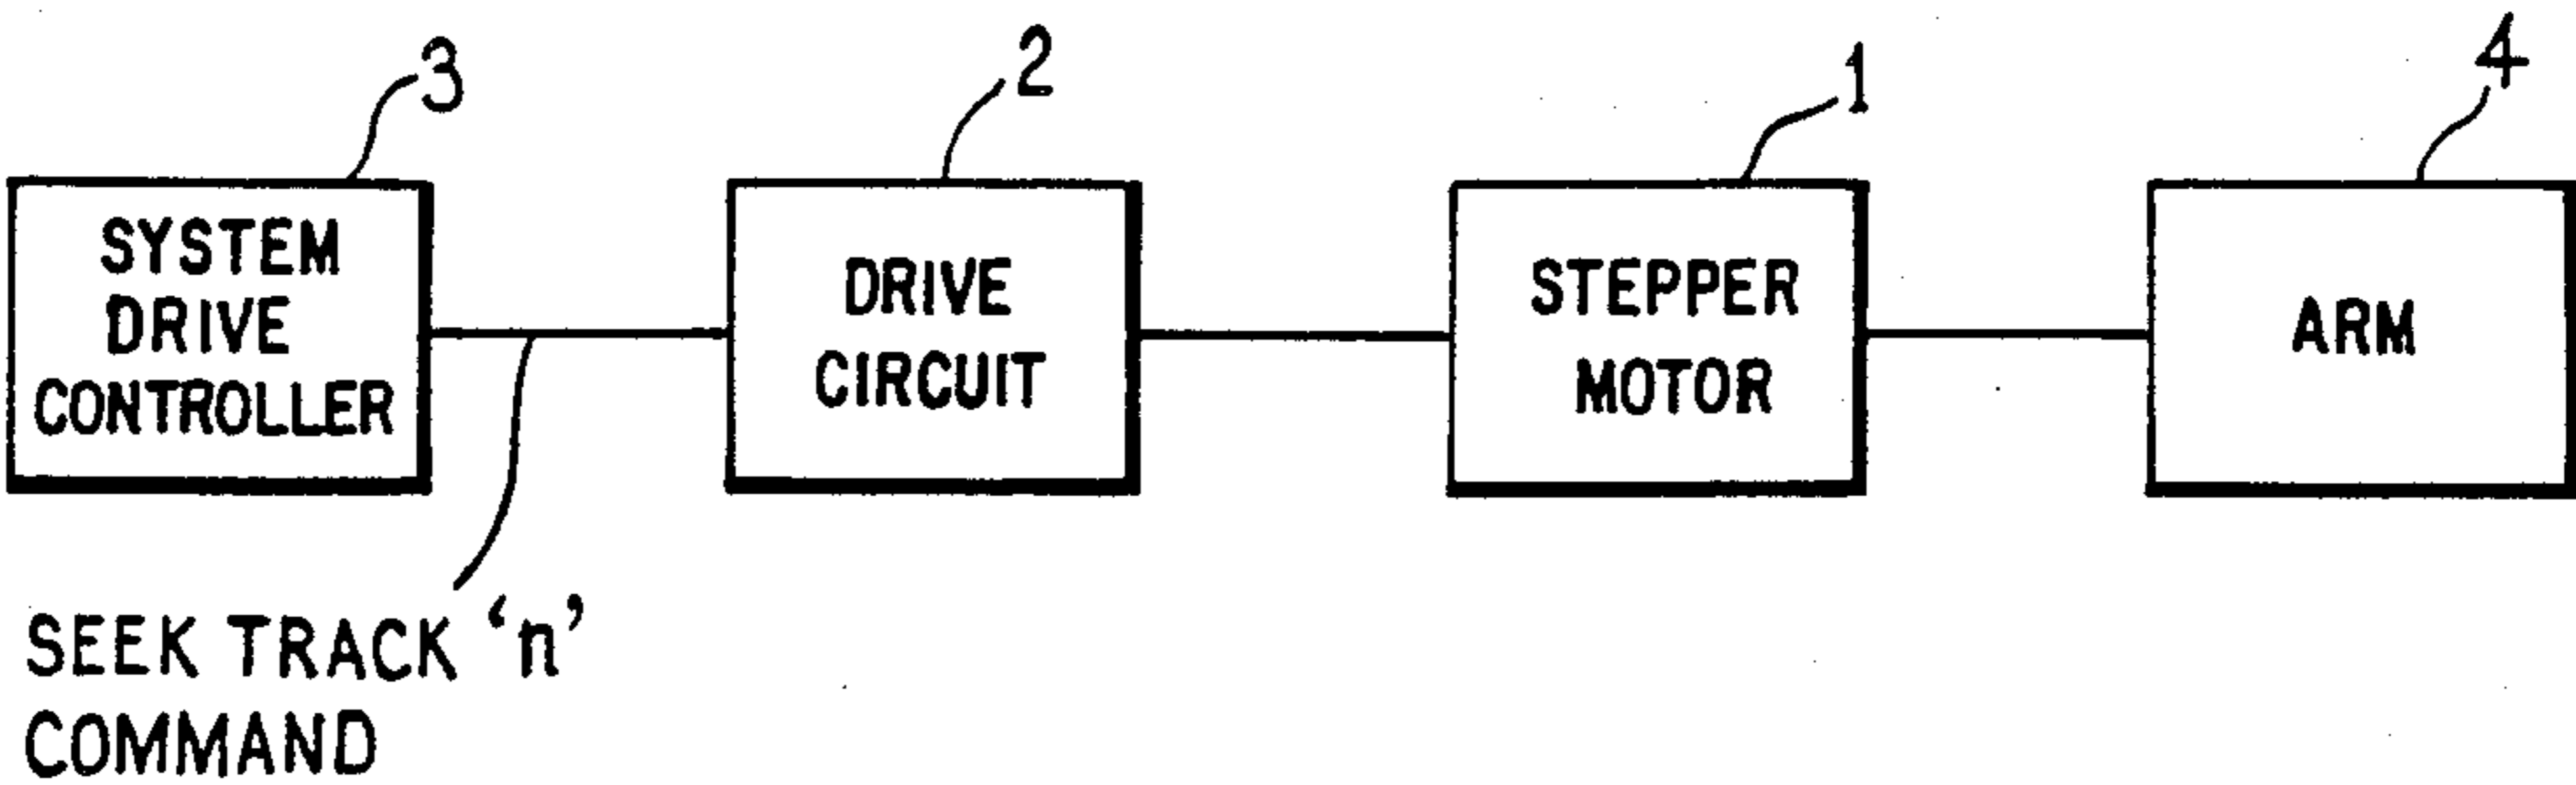 3
2
1
4
SYSTEM
DRIVE
CONTROLLER
DRIVE
CIRCUIT
STEPPER
MOTOR
ARM
SEEK TRACK ‘n’
COMMAND